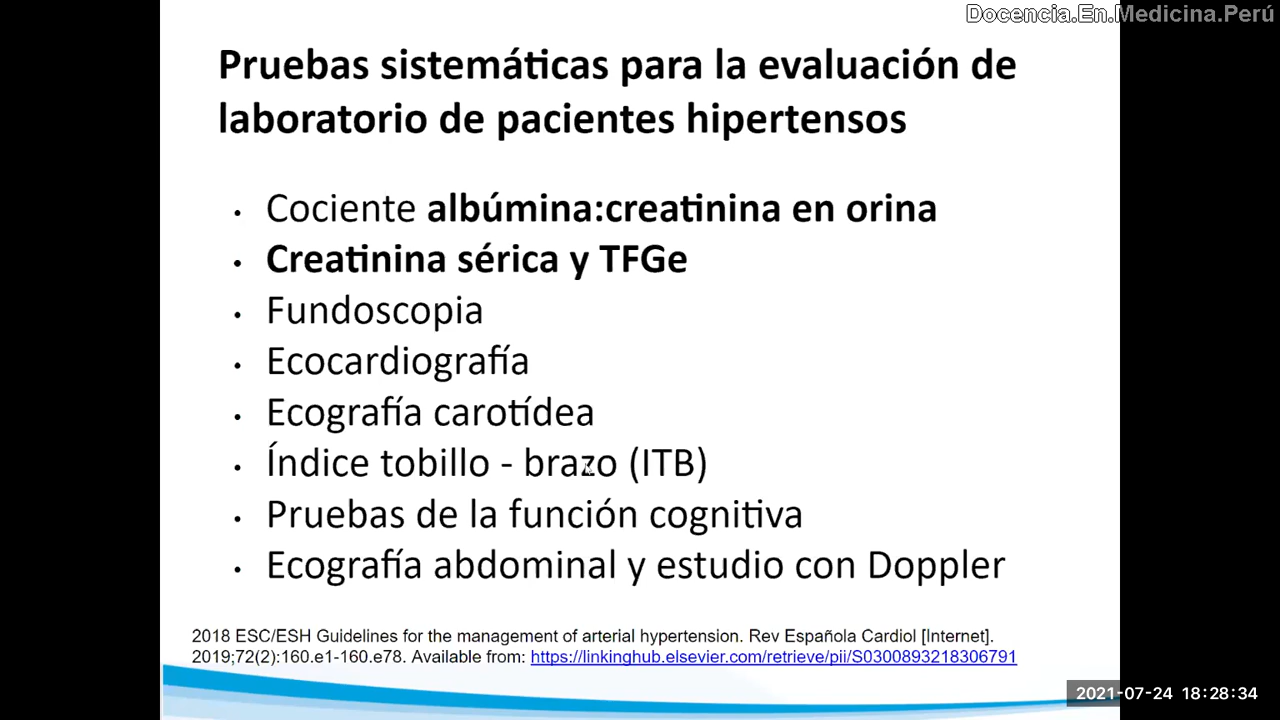 Docencia.En.Medicina.Perú
Pruebas sistemáticas para la evaluación de
laboratorio de pacientes hipertensos
• Cociente albúmina:creatinina en orina
• Creatinina sérica y TFGe
• Fundoscopia
• Ecocardiografía
• Ecografía carotídea
• Índice tobillo - brazo (ITB)
• Pruebas de la función cognitiva
• Ecografía abdominal y estudio con Doppler
2018 ESC/ESH Guidelines for the management of arterial hypertension. Rev Española Cardiol [Internet].
2019;72(2):160.e1-160.e78. Available from: https://linkinghub.elsevier.com/retrieve/pii/S0300893218306791
2021-07-24 18:28:34